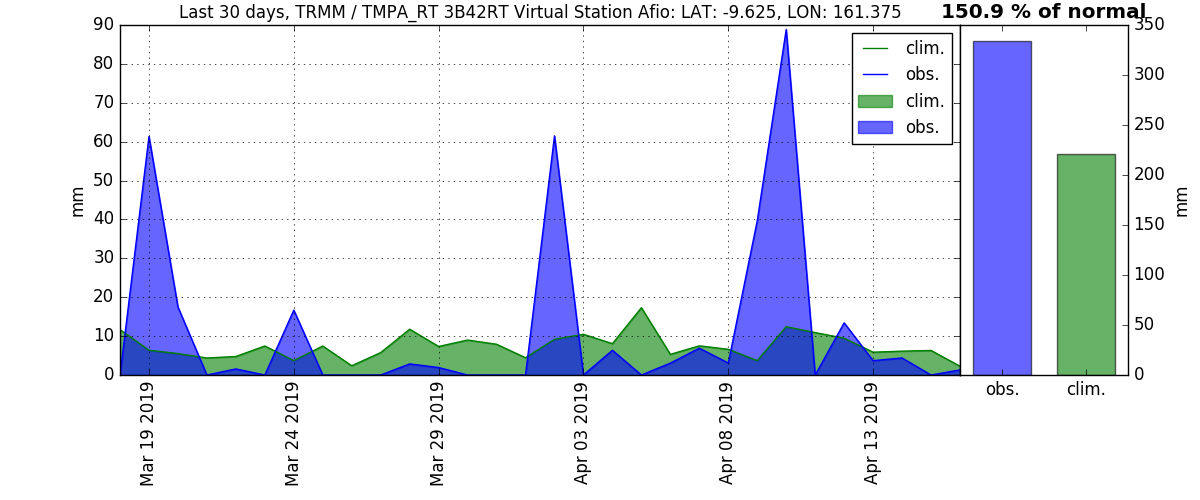 Last 30 days, TRMM / TMPA_RT 3B42RT Virtual Station Afio: LAT: -9.625, LON: 161.375
150.9 % of normal
90
80
70
60
50
40
30
20
10
0
mm
clim.
obs.
clim.
obs.
Mar 19 2019
Mar 24 2019
Mar 29 2019
Apr 03 2019
Apr 08 2019
Apr 13 2019
350
300
250
200
150
100
50
0
mm
obs.
clim.